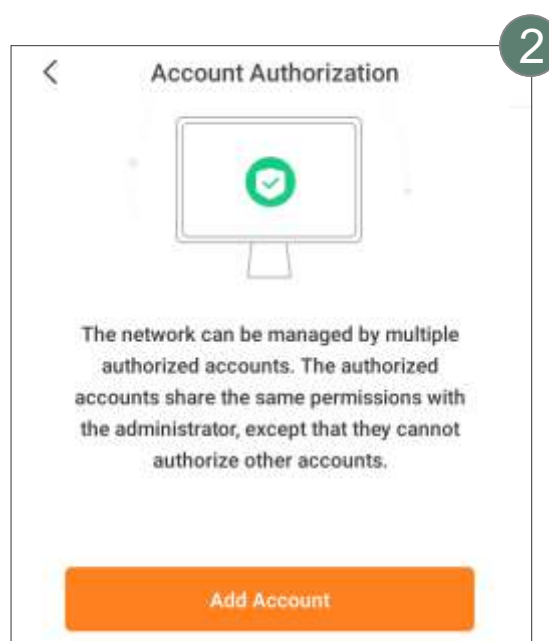 2
Account Authorization
The network can be managed by multiple
authorized accounts. The authorized
accounts share the same permissions with
the administrator, except that they cannot
authorize other accounts.
Add Account